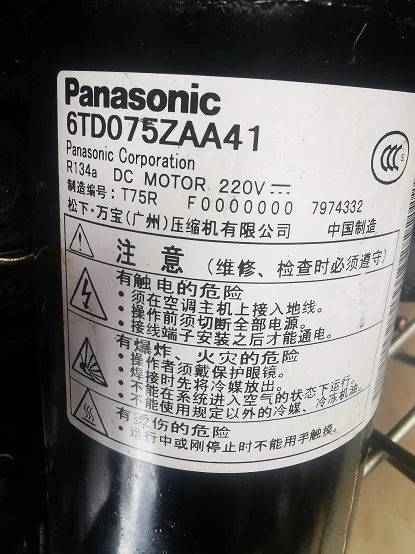 Panasonic
6TD075ZAA41
Panasonic Corporation
R134a DC MOTOR 220V⎓
制造编号: T75R F0000000 7974332
松下·万宝(广州)压缩机有限公司 中国制造
CCC S
注 意 (维修、检查时必须遵守)
有触电的危险
·须在空调主机上接入地线。
·操作前须切断全部电源。
·接线端子安装之后才能通电。
有爆炸、火灾的危险
·操作者须戴保护眼镜。
·焊接时先将冷媒放出。
·不能在系统进入空气的状态下运行。
·不能使用规定以外的冷媒、冷冻机油
有烫伤的危险
·运行中或刚停止时不能用手触摸。